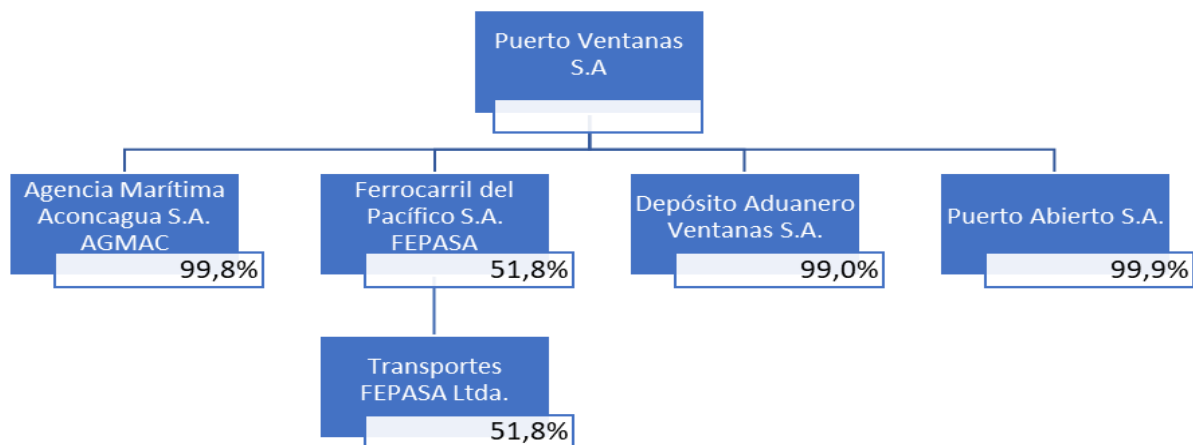 Puerto Ventanas
S.A
Agencia Marítima
Aconcagua S.A.
AGMAC
99,8%
Ferrocarril del
Pacífico S.A.
FEPASA
51,8%
Depósito Aduanero
Ventanas S.A.
99,0%
Puerto Abierto S.A.
99,9%
Transportes
FEPASA Ltda.
51,8%